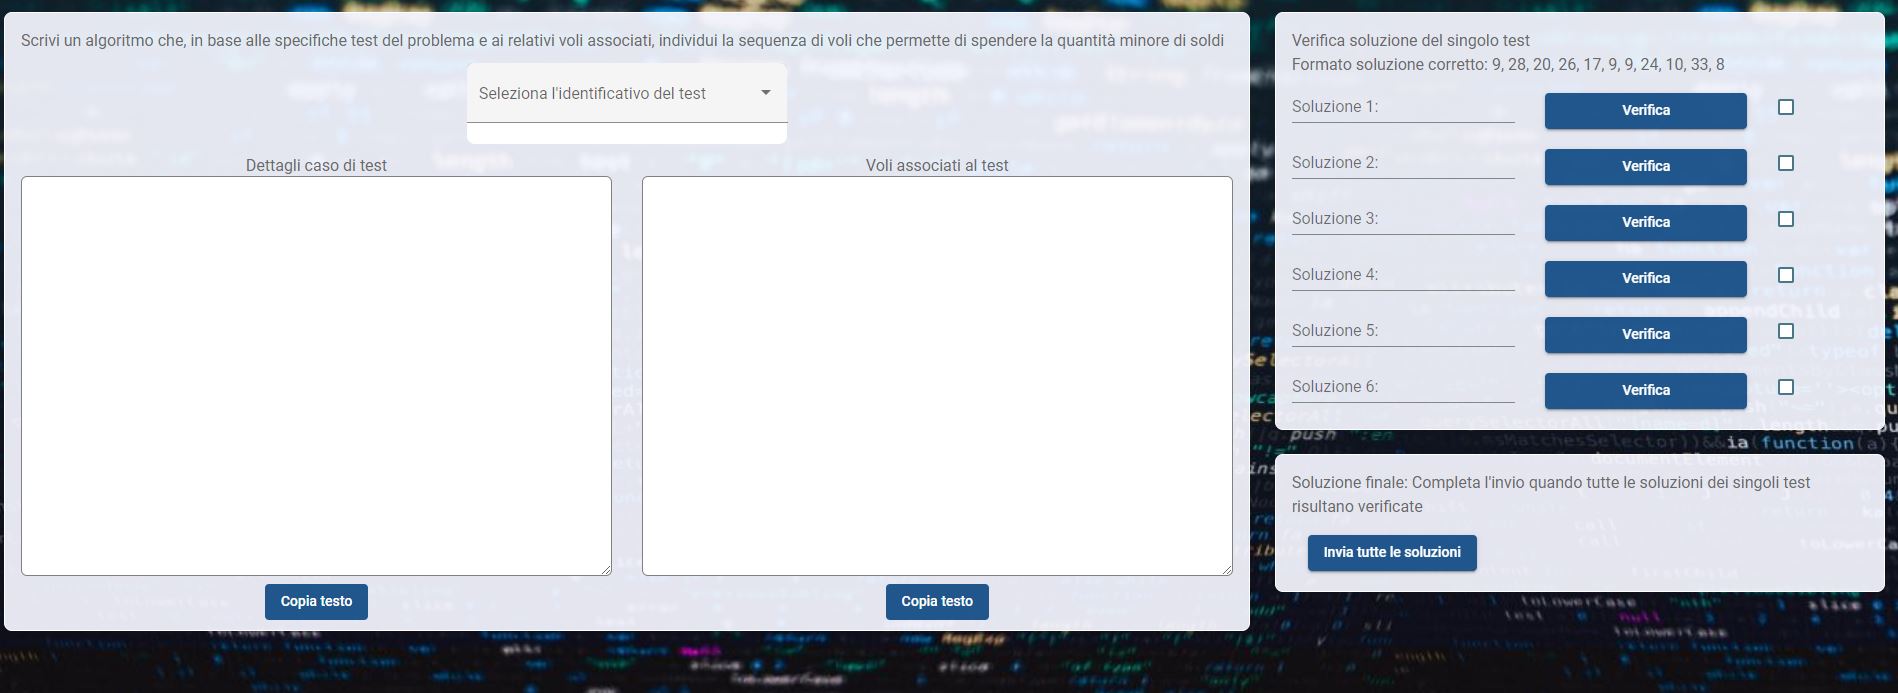 Scrivi un algoritmo che, in base alle specifiche test del problema e ai relativi voli associati, individui la sequenza di voli che permette di spendere la quantità minore di soldi
Seleziona l'identificativo del test
Dettagli caso di test
Voli associati al test
Copia testo
Copia testo
Verifica soluzione del singolo test
Formato soluzione corretto: 9, 28, 20, 26, 17, 9, 9, 24, 10, 33, 8
Soluzione 1:
Verifica
Soluzione 2:
Verifica
Soluzione 3:
Verifica
Soluzione 4:
Verifica
Soluzione 5:
Verifica
Soluzione 6:
Verifica
Soluzione finale: Completa l'invio quando tutte le soluzioni dei singoli test
risultano verificate
Invia tutte le soluzioni